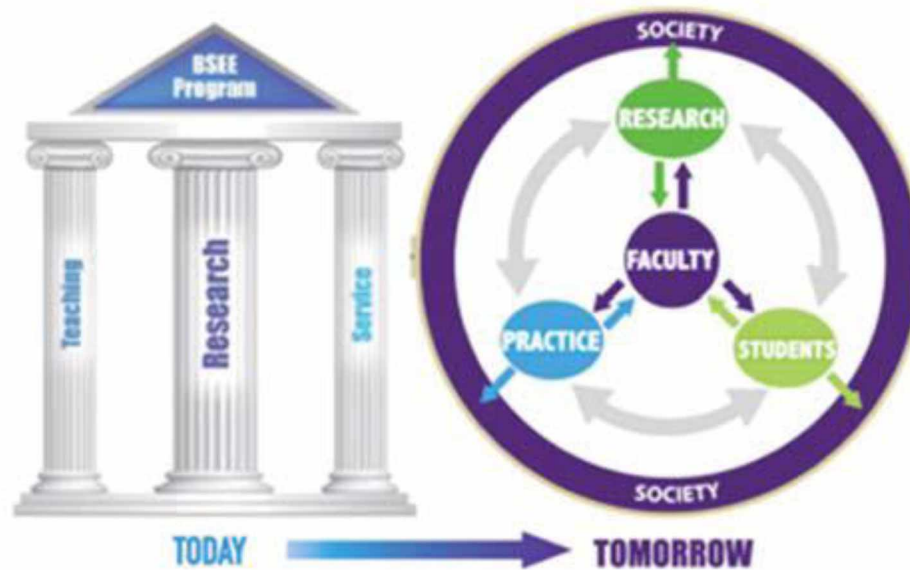 BSEE
Program
Teaching
Research
Service
SOCIETY
RESEARCH
FACULTY
PRACTICE
STUDENTS
SOCIETY
TODAY
TOMORROW